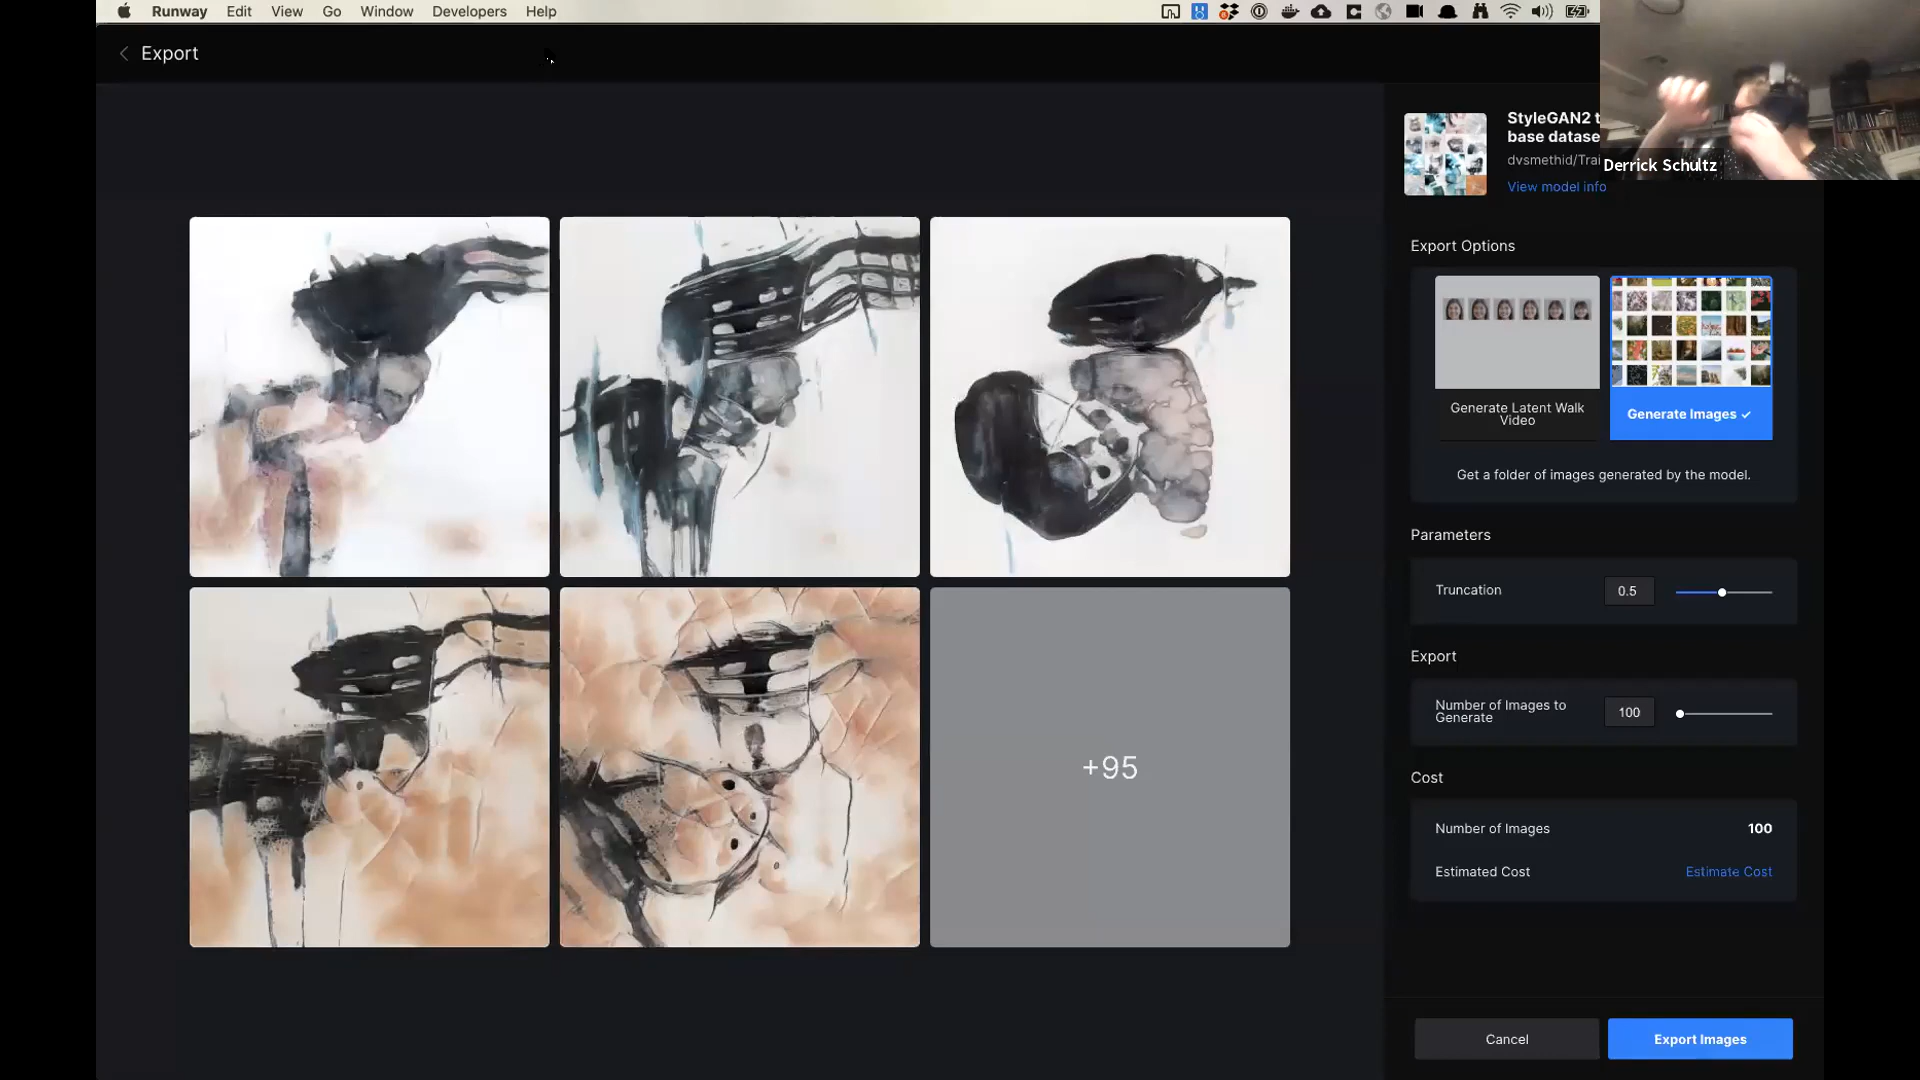 Runway Edit View Go Window Developers Help
Export
StyleGAN2 t
base datase
dvsmethid/Trai
View model info
Derrick Schultz
Export Options
Generate Latent Walk
Video
Generate Images ✓
Get a folder of images generated by the model.
Parameters
Truncation 0.5
Export
Number of Images to
Generate
100
+95
Cost
Number of Images 100
Estimated Cost Estimate Cost
Cancel Export Images